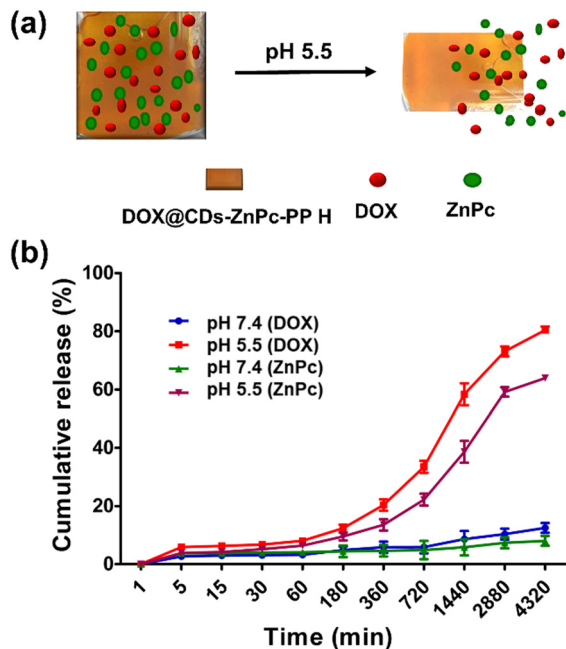 (a)
pH 5.5
DOX@CDs-ZnPc-PP H
DOX
ZnPc
(b)
Cumulative release (%)
100
80
60
40
20
0
pH 7.4 (DOX)
pH 5.5 (DOX)
pH 7.4 (ZnPc)
pH 5.5 (ZnPc)
1
5
15
30
60
180
360
720
1440
2880
4320
Time (min)